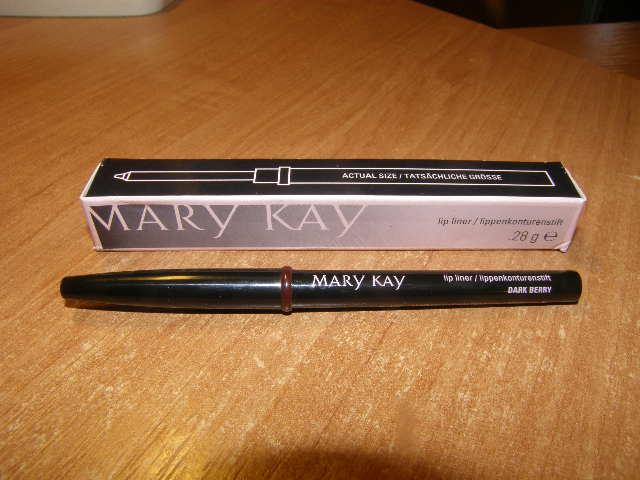 ACTUAL SIZE / TATSÄCHLICHE GRÖSSE
MARY KAY
lip liner / lippenkonturenstift
.28 g ℮
MARY KAY
lip liner / lippenkonturenstift
DARK BERRY